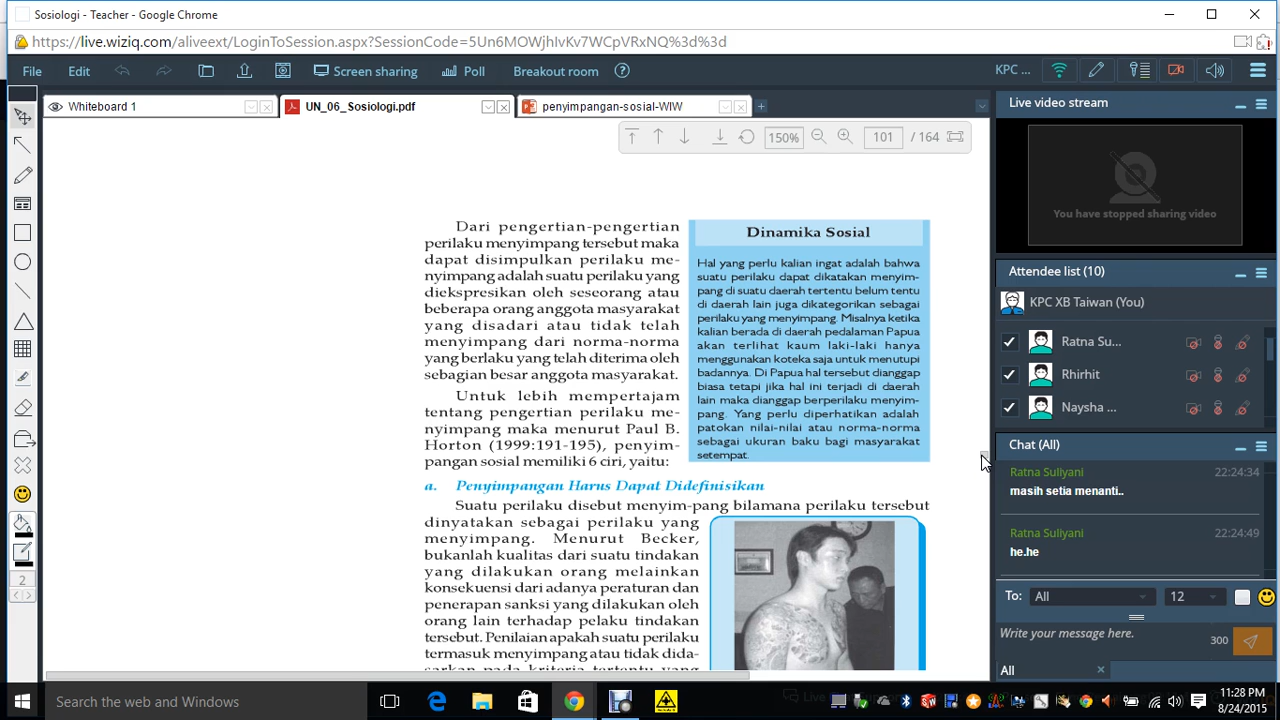 Sosiologi - Teacher - Google Chrome
https://live.wiziq.com/aliveext/LoginToSession.aspx?SessionCode=5Un6MOWjhIvKv7WCpVRxNQ%3d%3d
File Edit Screen sharing Poll Breakout room KPC ...
Whiteboard 1 UN_06_Sosiologi.pdf penyimpangan-sosial-WIW
150% 101 / 164
Dari pengertian-pengertian
perilaku menyimpang tersebut maka
dapat disimpulkan perilaku me-
nyimpang adalah suatu perilaku yang
diekspresikan oleh seseorang atau
beberapa orang anggota masyarakat
yang disadari atau tidak telah
menyimpang dari norma-norma
yang berlaku yang telah diterima oleh
sebagian besar anggota masyarakat.
Untuk lebih mempertajam
tentang pengertian perilaku me-
nyimpang maka menurut Paul B.
Horton (1999:191-195), penyim-
pangan sosial memiliki 6 ciri, yaitu:
Dinamika Sosial
Hal yang perlu kalian ingat adalah bahwa
suatu perilaku dapat dikatakan menyim-
pang di suatu daerah tertentu belum tentu
di daerah lain juga dikategorikan sebagai
perilaku yang menyimpang. Misalnya ketika
kalian berada di daerah pedalaman Papua
akan terlihat kaum laki-laki hanya
menggunakan koteka saja untuk menutupi
badannya. Di Papua hal tersebut dianggap
biasa tetapi jika hal ini terjadi di daerah
lain maka dianggap berperilaku menyim-
pang. Yang perlu diperhatikan adalah
patokan nilai-nilai atau norma-norma
sebagai ukuran baku bagi masyarakat
setempat.
a. Penyimpangan Harus Dapat Didefinisikan
Suatu perilaku disebut menyim-pang bilamana perilaku tersebut
dinyatakan sebagai perilaku yang
menyimpang. Menurut Becker,
bukanlah kualitas dari suatu tindakan
yang dilakukan orang melainkan
konsekuensi dari adanya peraturan dan
penerapan sanksi yang dilakukan oleh
orang lain terhadap pelaku tindakan
tersebut. Penilaian apakah suatu perilaku
termasuk menyimpang atau tidak dida-
sarkan pada kriteria tertentu yang
2
Live video stream
You have stopped sharing video
Attendee list (10)
KPC XB Taiwan (You)
Ratna Su...
Rhirhit
Naysha ...
Chat (All)
Ratna Suliyani 22:24:34
masih setia menanti..
Ratna Suliyani 22:24:49
he.he
To: All 12
Write your message here. 300
All
Search the web and Windows
11:28 PM
8/24/2015